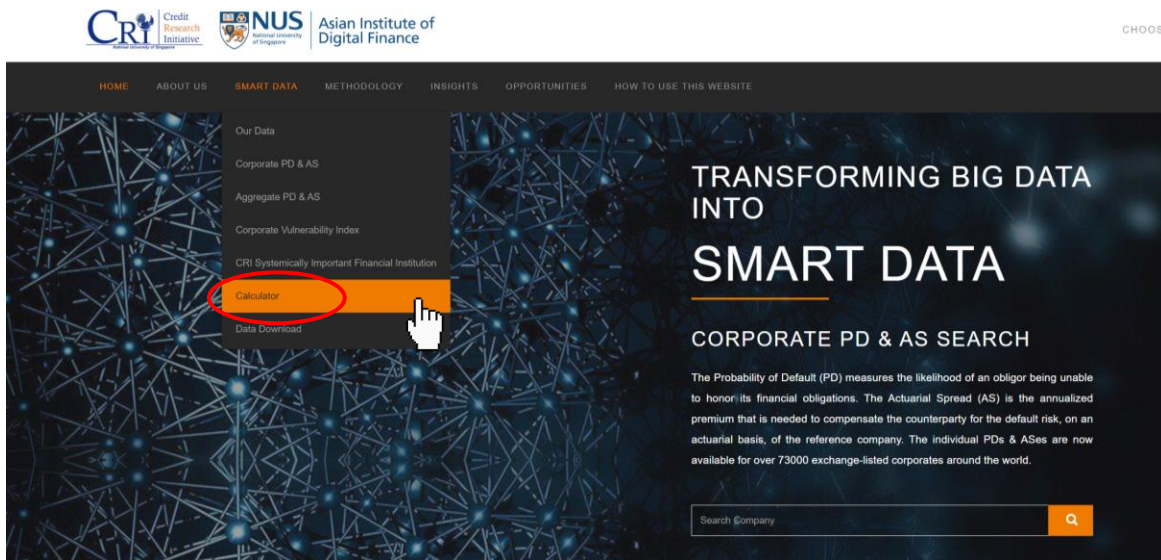 CRI
Credit
Research
Initiative
National University of Singapore
NUS
National University
of Singapore
Asian Institute of
Digital Finance
CHOOS
HOME ABOUT US SMART DATA METHODOLOGY INSIGHTS OPPORTUNITIES HOW TO USE THIS WEBSITE
Our Data
Corporate PD & AS
Aggregate PD & AS
Corporate Vulnerability Index
CRI Systemically Important Financial Institution
Calculator
Data Download
TRANSFORMING BIG DATA
INTO
SMART DATA
CORPORATE PD & AS SEARCH
The Probability of Default (PD) measures the likelihood of an obligor being unable
to honor its financial obligations. The Actuarial Spread (AS) is the annualized
premium that is needed to compensate the counterparty for the default risk, on an
actuarial basis, of the reference company. The individual PDs & ASes are now
available for over 73000 exchange-listed corporates around the world.
Search Company